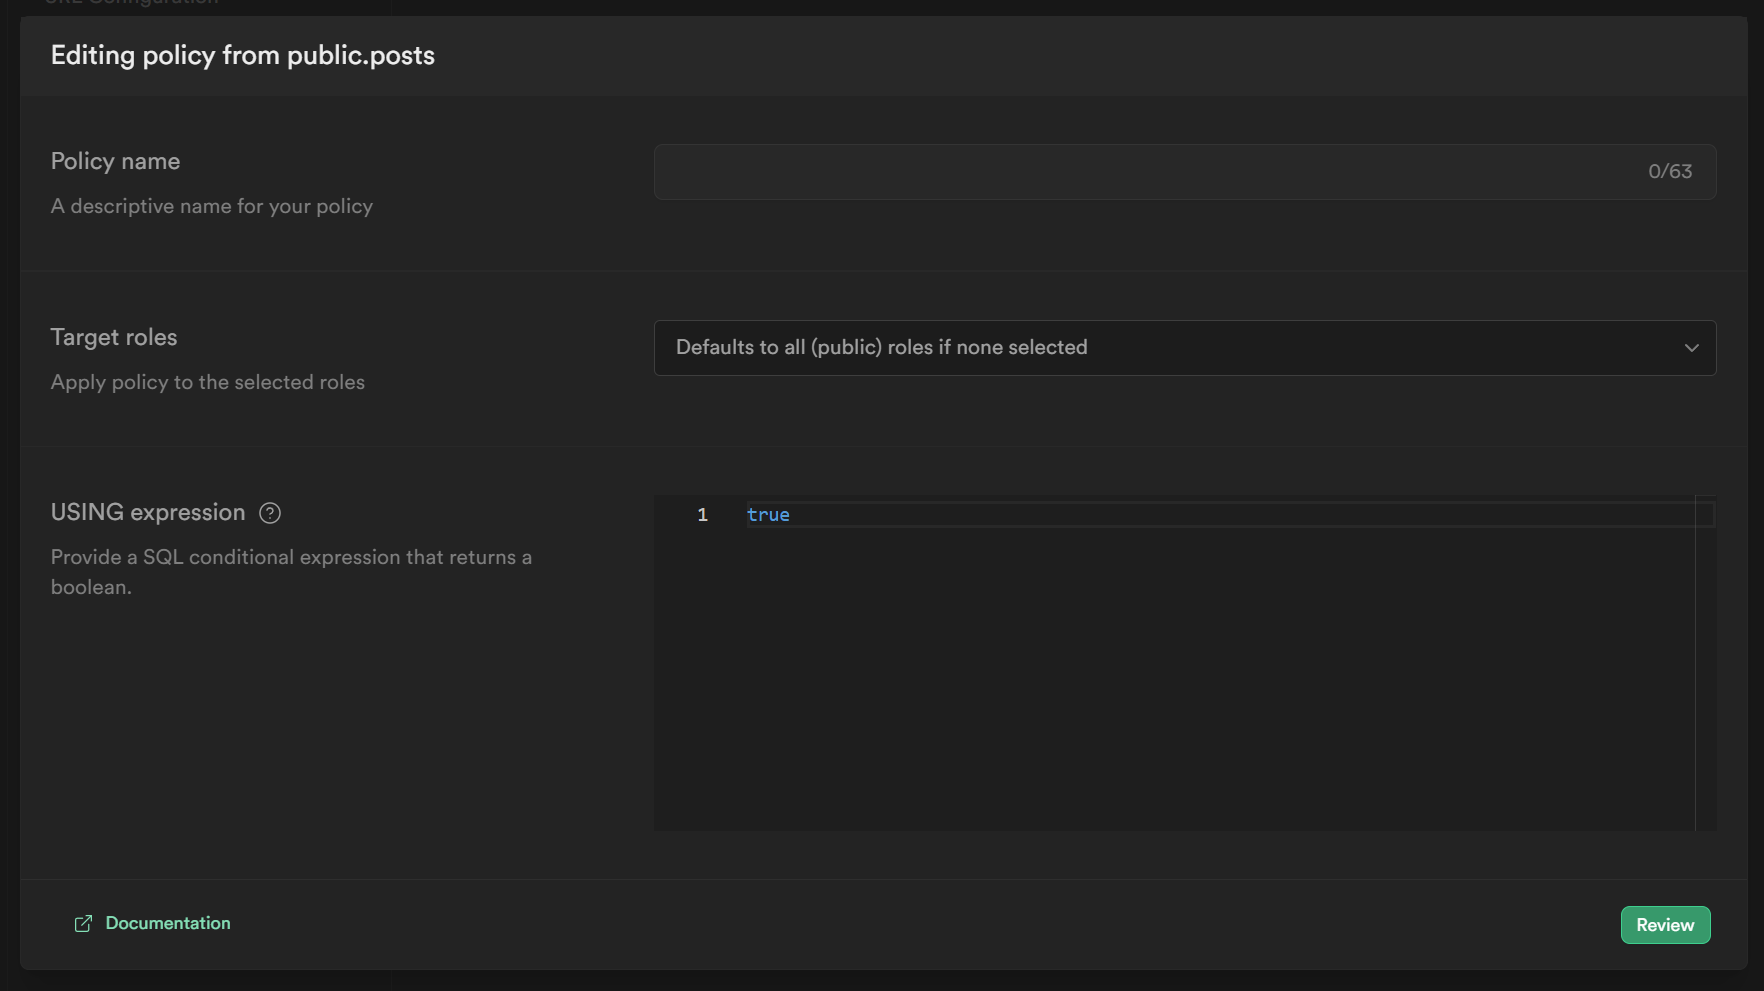 URL Configuration
Editing policy from public.posts
Policy name
A descriptive name for your policy
0/63
Target roles
Apply policy to the selected roles
Defaults to all (public) roles if none selected
USING expression ?
Provide a SQL conditional expression that returns a
boolean.
1 true
Documentation
Review